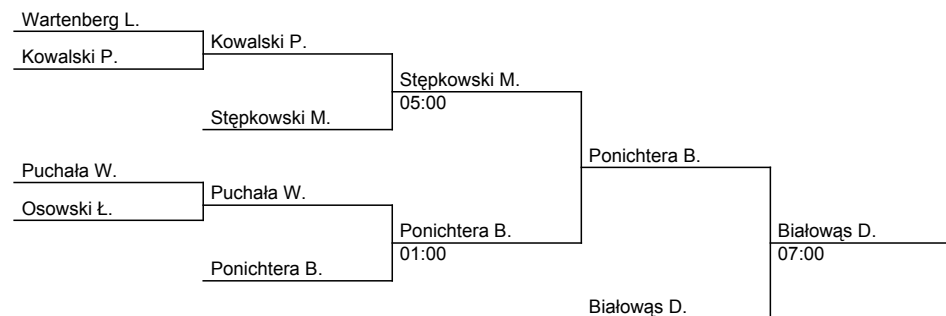 Wartenberg L.
Kowalski P.
Kowalski P.
Stępkowski M.
05:00
Stępkowski M.
Ponichtera B.
Puchała W.
Puchała W.
Osowski Ł.
Ponichtera B.
01:00
Białowąs D.
07:00
Ponichtera B.
Białowąs D.